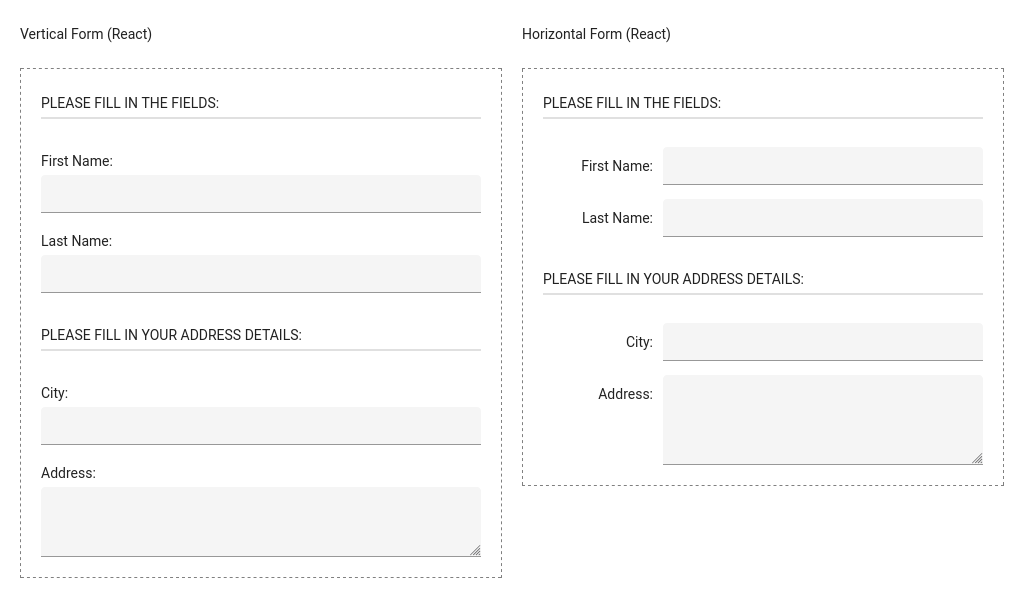 Vertical Form (React)
PLEASE FILL IN THE FIELDS:
First Name:
Last Name:
PLEASE FILL IN YOUR ADDRESS DETAILS:
City:
Address:
Horizontal Form (React)
PLEASE FILL IN THE FIELDS:
First Name:
Last Name:
PLEASE FILL IN YOUR ADDRESS DETAILS:
City:
Address: